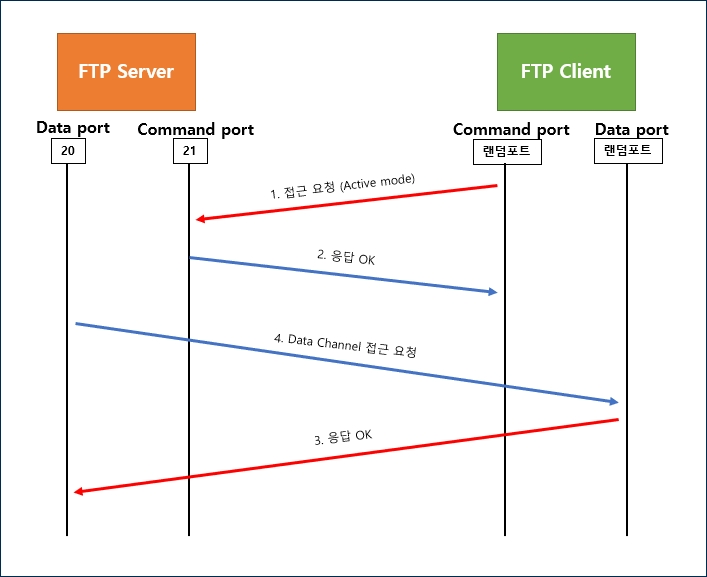 FTP Server
FTP Client
Data port
Command port
Command port
Data port
20
21
랜덤포트
랜덤포트
1. 접근 요청 (Active mode)
2. 응답 OK
4. Data Channel 접근 요청
3. 응답 OK